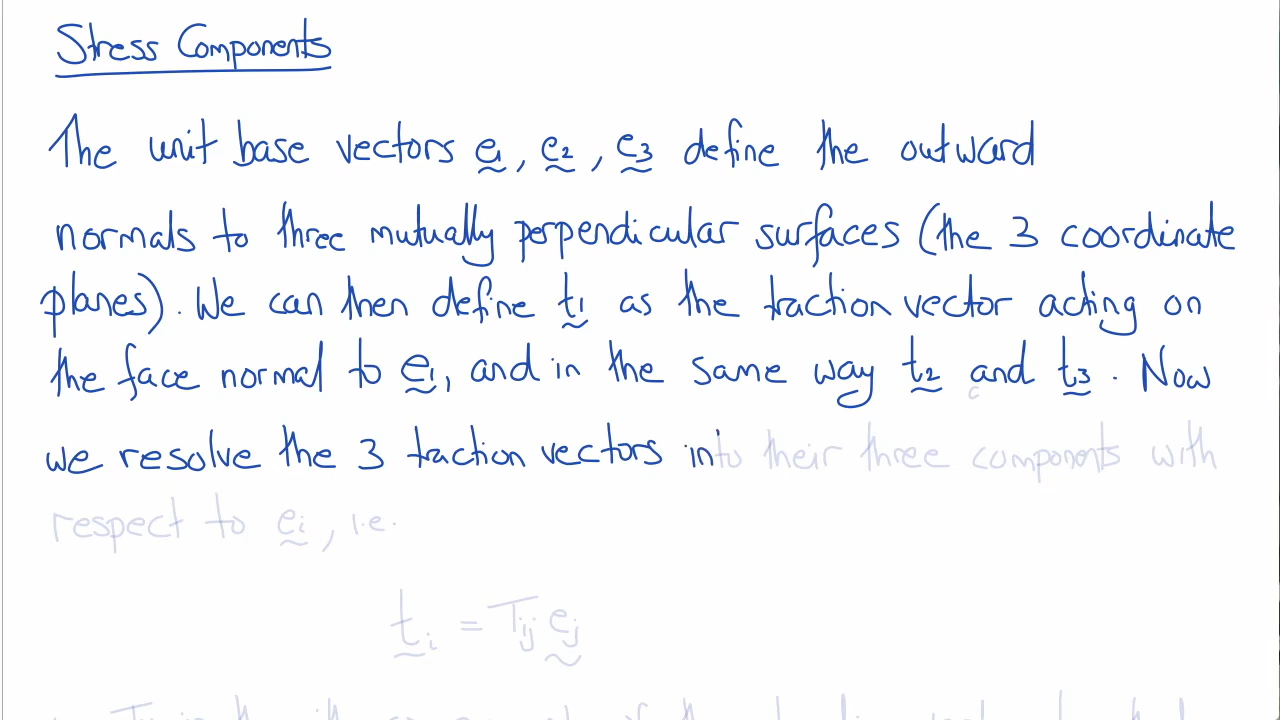 Stress Components
The unit base vectors e1, e2, e3 define the outward
normals to three mutually perpendicular surfaces (the 3 coordinate
planes). We can then define t1 as the traction vector acting on
the face normal to e1, and in the same way t2 and t3. Now
we resolve the 3 traction vectors into their three components with
respect to ei, i.e.
ti = Tij ej